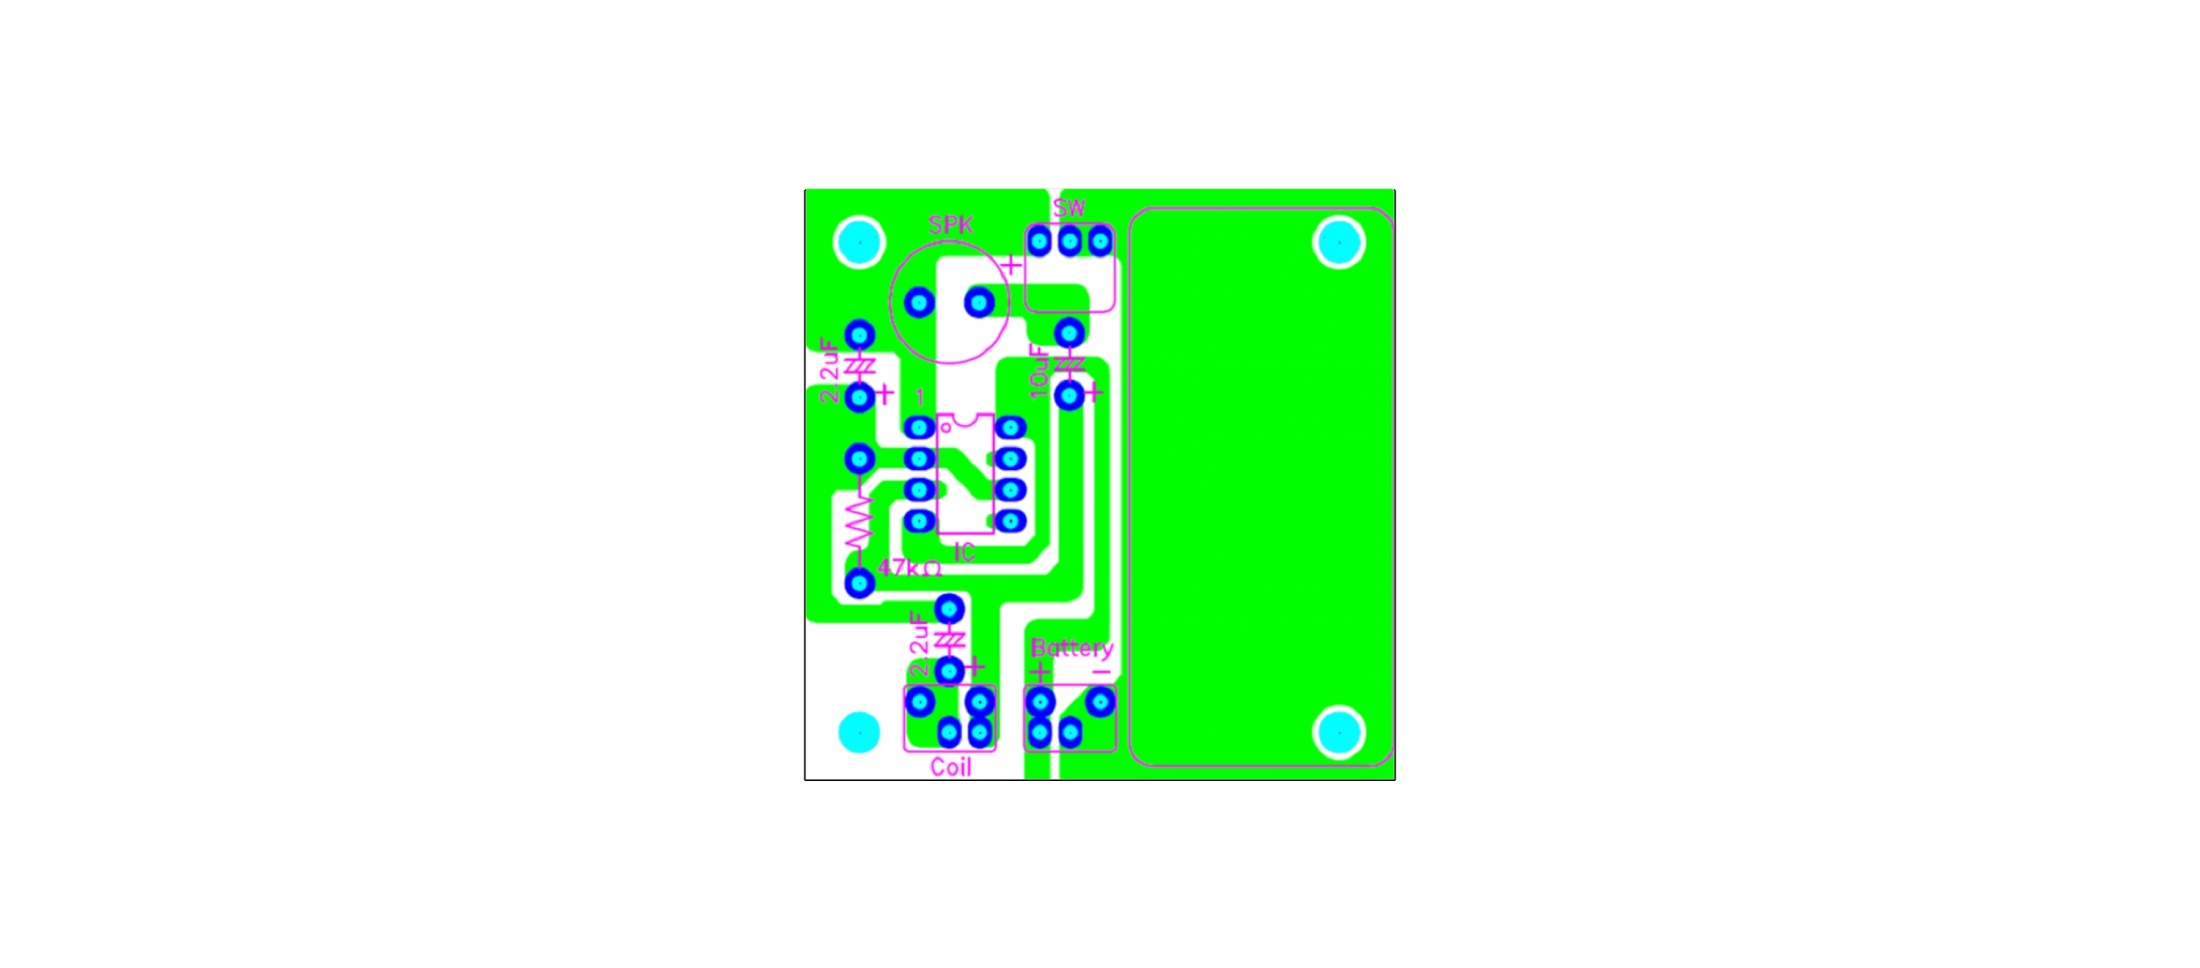 SW
SPK
+
2.2uF
10uF
+
1
+
IC
47kΩ
2.2uF
+
Battery
+ −
Coil